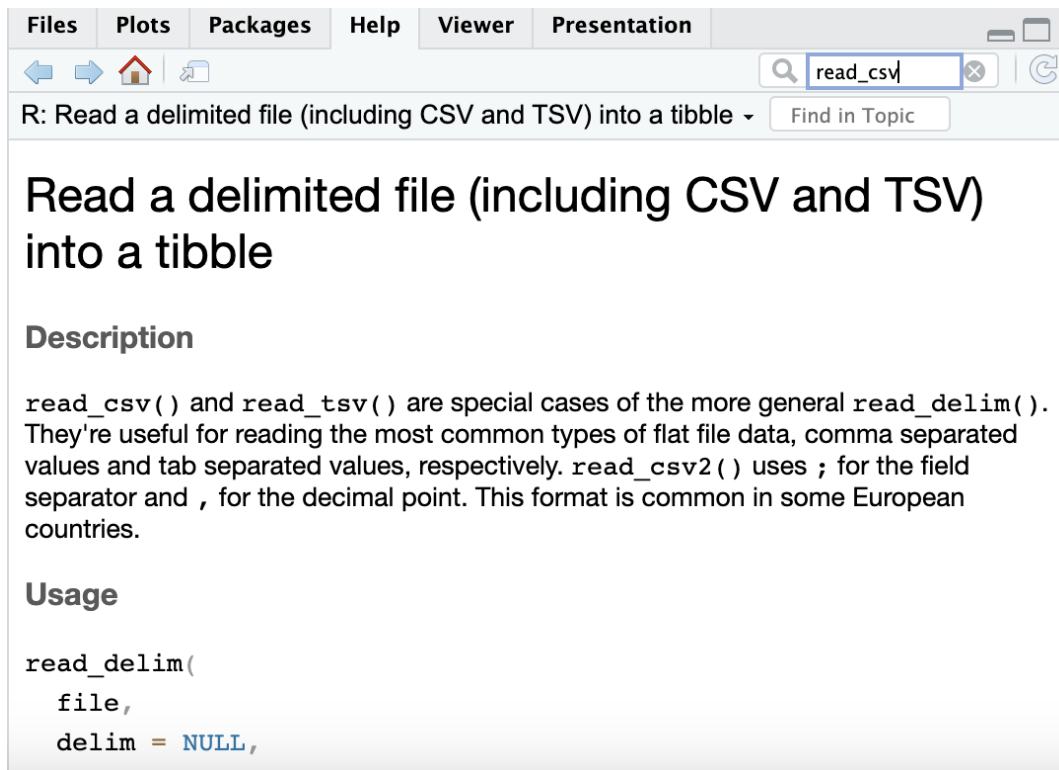 Files Plots Packages Help Viewer Presentation
read_csv
R: Read a delimited file (including CSV and TSV) into a tibble Find in Topic
Read a delimited file (including CSV and TSV)
into a tibble
Description
read_csv() and read_tsv() are special cases of the more general read_delim().
They're useful for reading the most common types of flat file data, comma separated
values and tab separated values, respectively. read_csv2() uses ; for the field
separator and , for the decimal point. This format is common in some European
countries.
Usage
read_delim(
  file,
  delim = NULL,